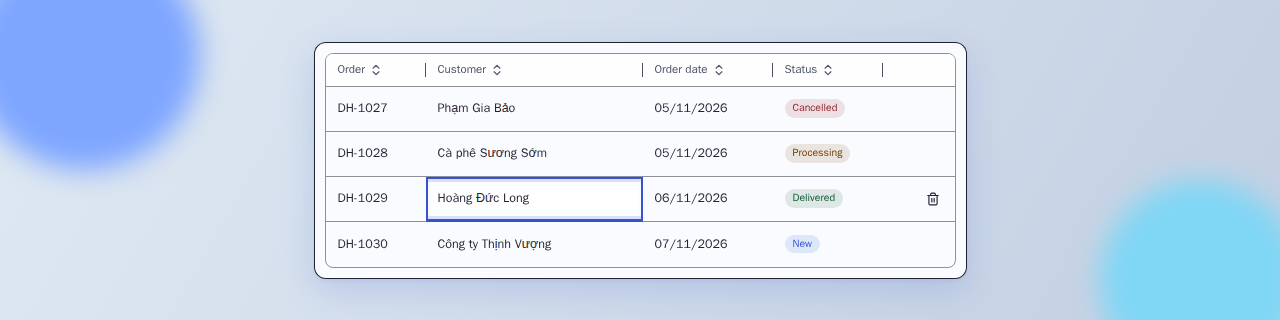 Order Customer Order date Status
DH-1027 Phạm Gia Bảo 05/11/2026 Cancelled
DH-1028 Cà phê Sương Sớm 05/11/2026 Processing
DH-1029 Hoàng Đức Long 06/11/2026 Delivered
DH-1030 Công ty Thịnh Vượng 07/11/2026 New